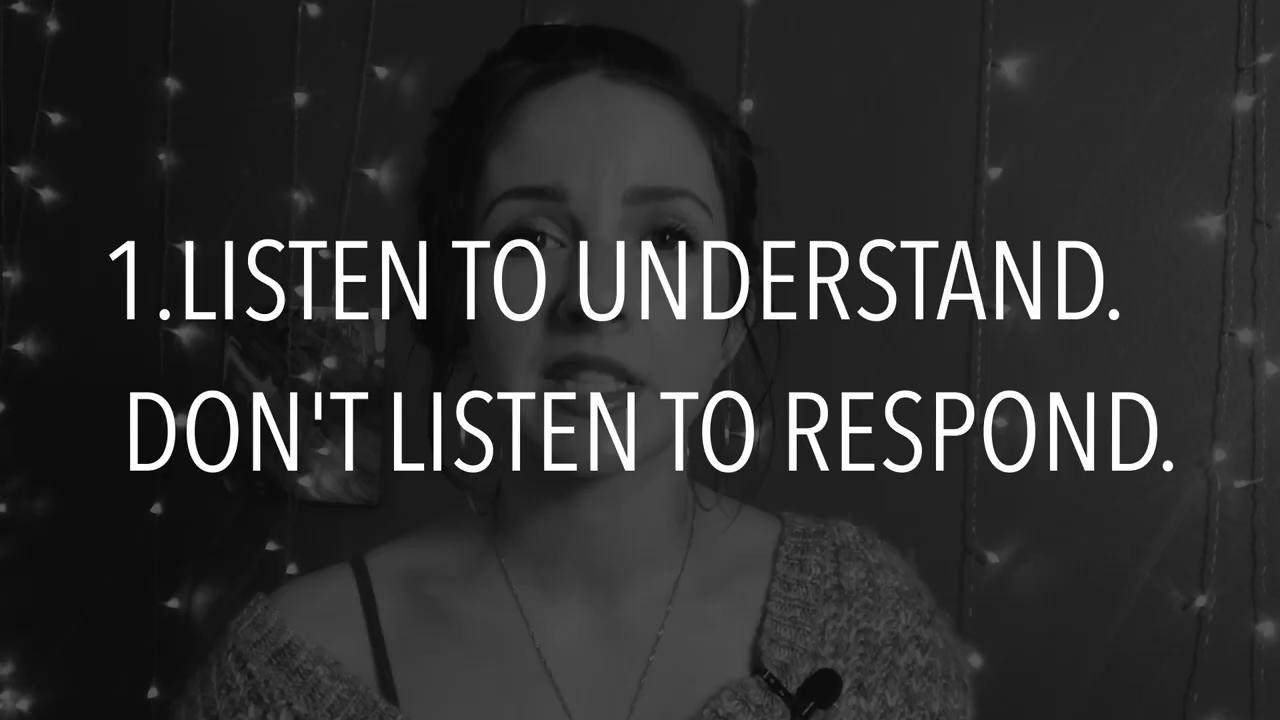 1.LISTEN TO UNDERSTAND.
DON'T LISTEN TO RESPOND.